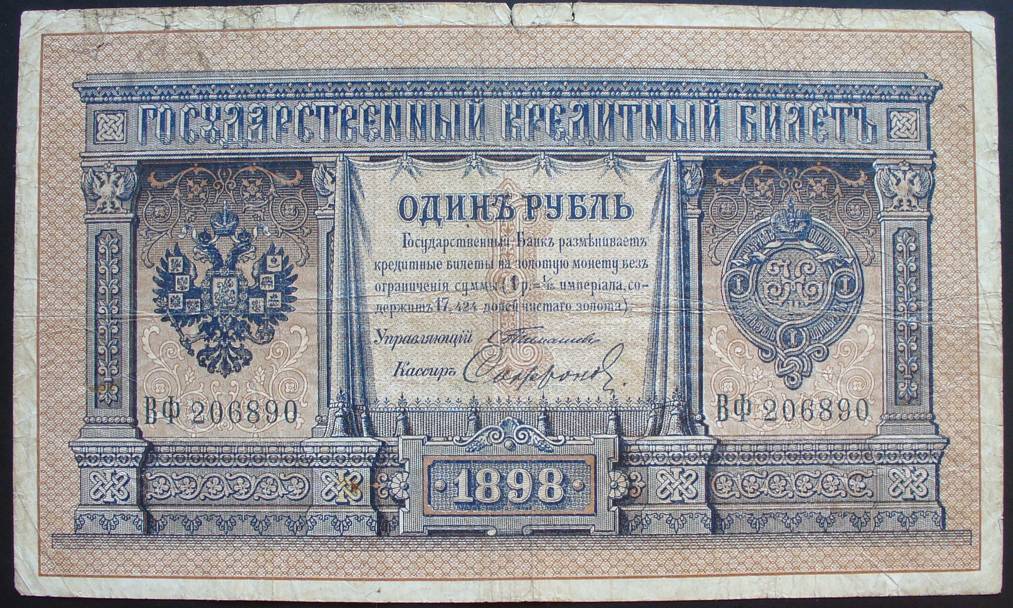 ГОСУДАРСТВЕННЫЙ КРЕДИТНЫЙ БИЛЕТЪ
ОДИНЪ РУБЛЬ
Государственный Банкъ размѣниваетъ
кредитные билеты на золотую монету безъ
ограниченія суммы (1 р. = 1/15 имперіала, со-
держитъ 17,424 долей чистаго золота)
Управляющій
Кассиръ
ВФ 206890
ВФ 206890
1898